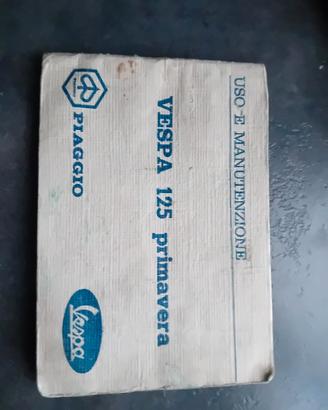 USO E MANUTENZIONE
VESPA 125 primavera
PIAGGIO
Vespa